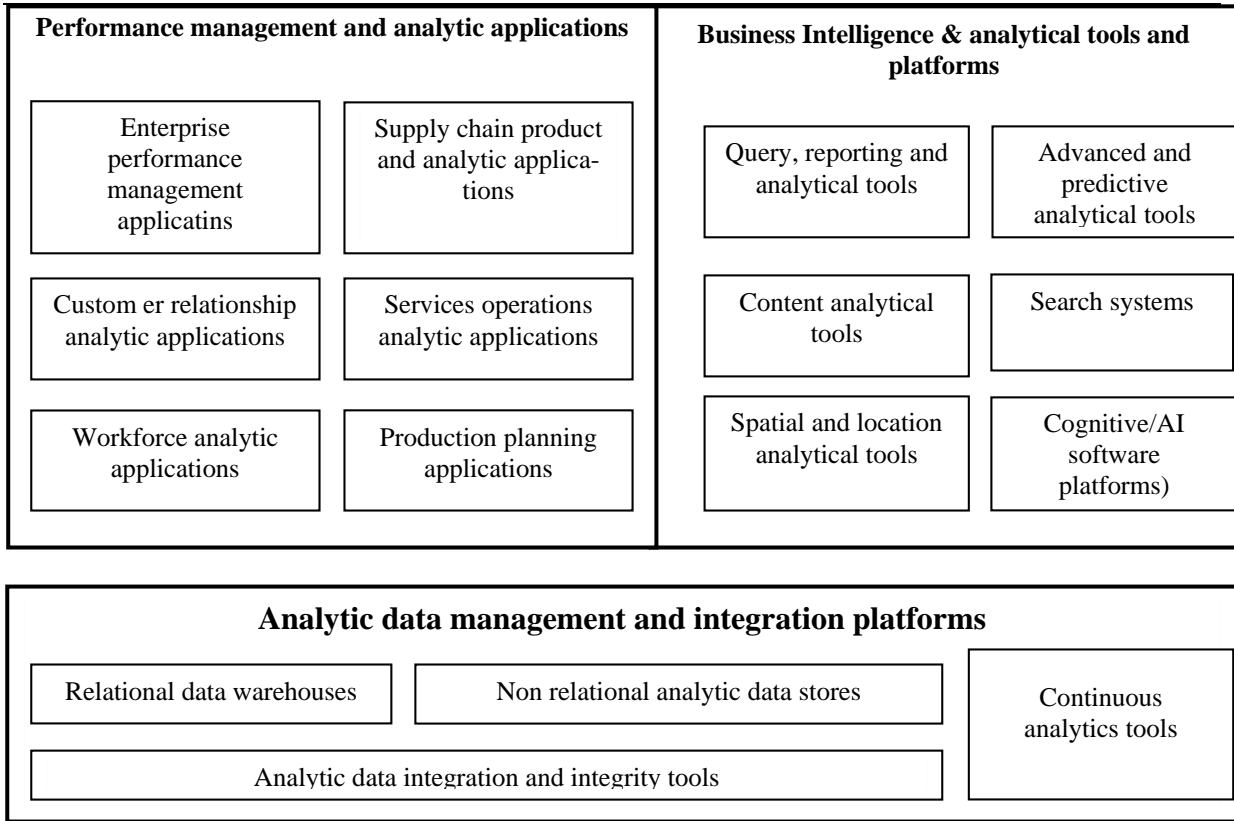 Performance management and analytic applications
Enterprise
performance
management
applicatins
Supply chain product
and analytic applica-
tions
Custom er relationship
analytic applications
Services operations
analytic applications
Workforce analytic
applications
Production planning
applications
Business Intelligence & analytical tools and
platforms
Query, reporting and
analytical tools
Advanced and
predictive
analytical tools
Content analytical
tools
Search systems
Spatial and location
analytical tools
Cognitive/AI
software
platforms)
Analytic data management and integration platforms
Relational data warehouses
Non relational analytic data stores
Continuous
analytics tools
Analytic data integration and integrity tools